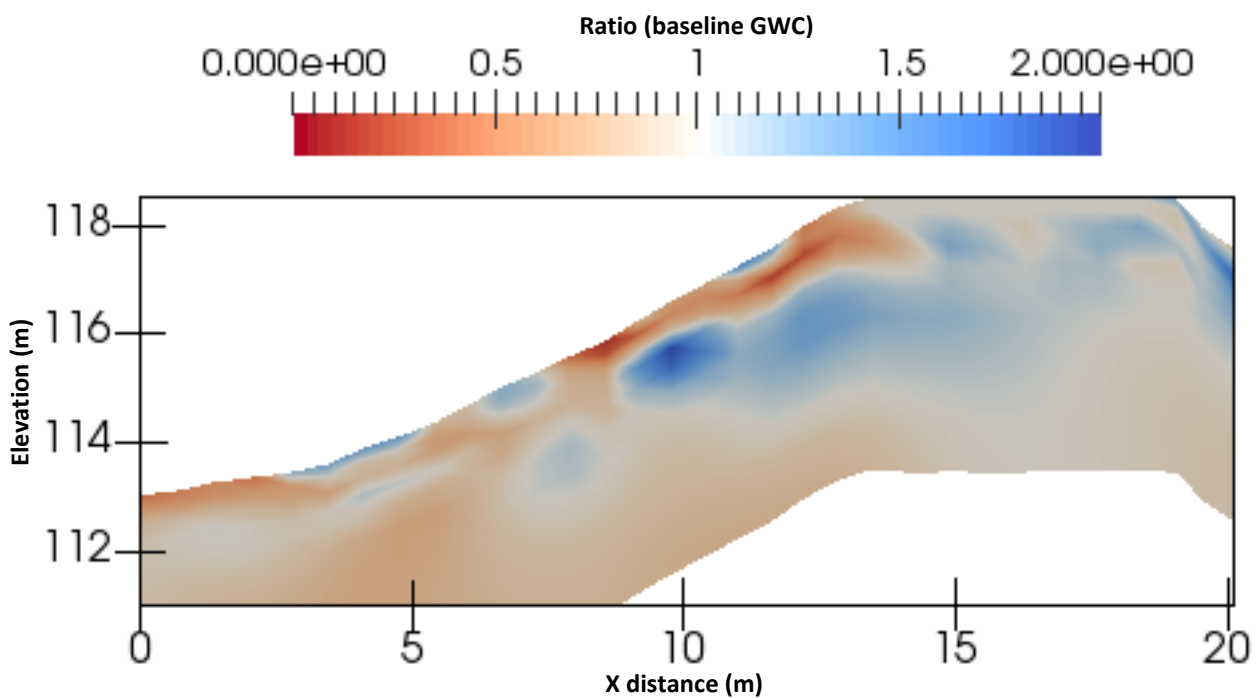 Ratio (baseline GWC)
0.000e+00 0.5 1 1.5 2.000e+00
118
116
114
112
Elevation (m)
0 5 10 15 20
X distance (m)